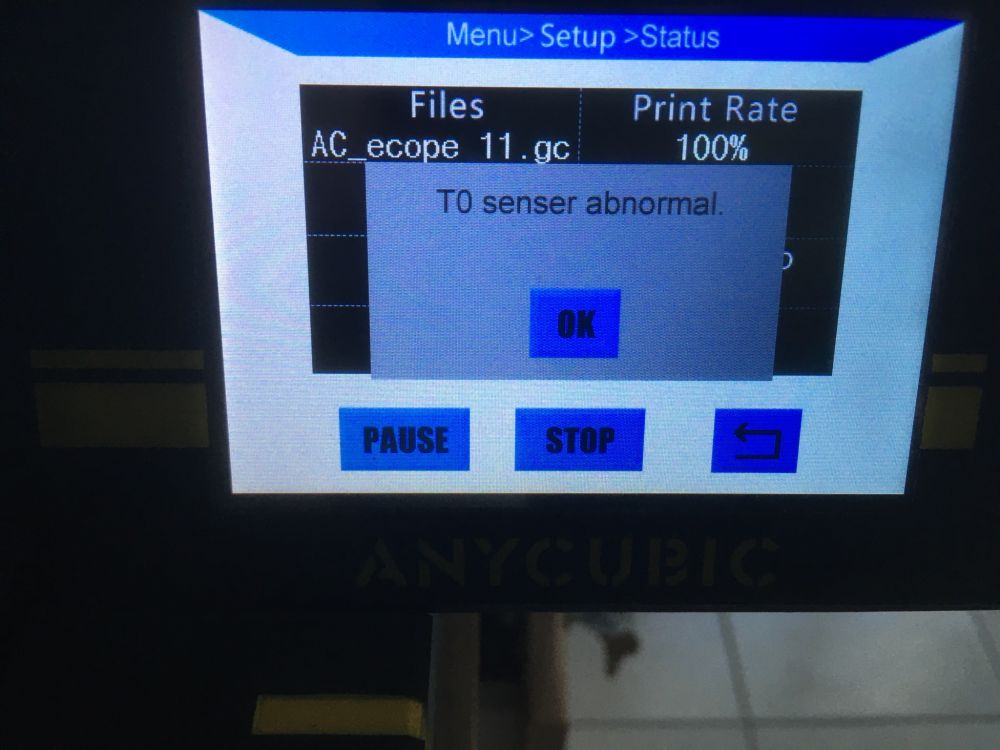 Menu> Setup >Status
Files
Print Rate
AC_ecope 11.gc
100%
T0 senser abnormal.
OK
PAUSE
STOP
ANYCUBIC